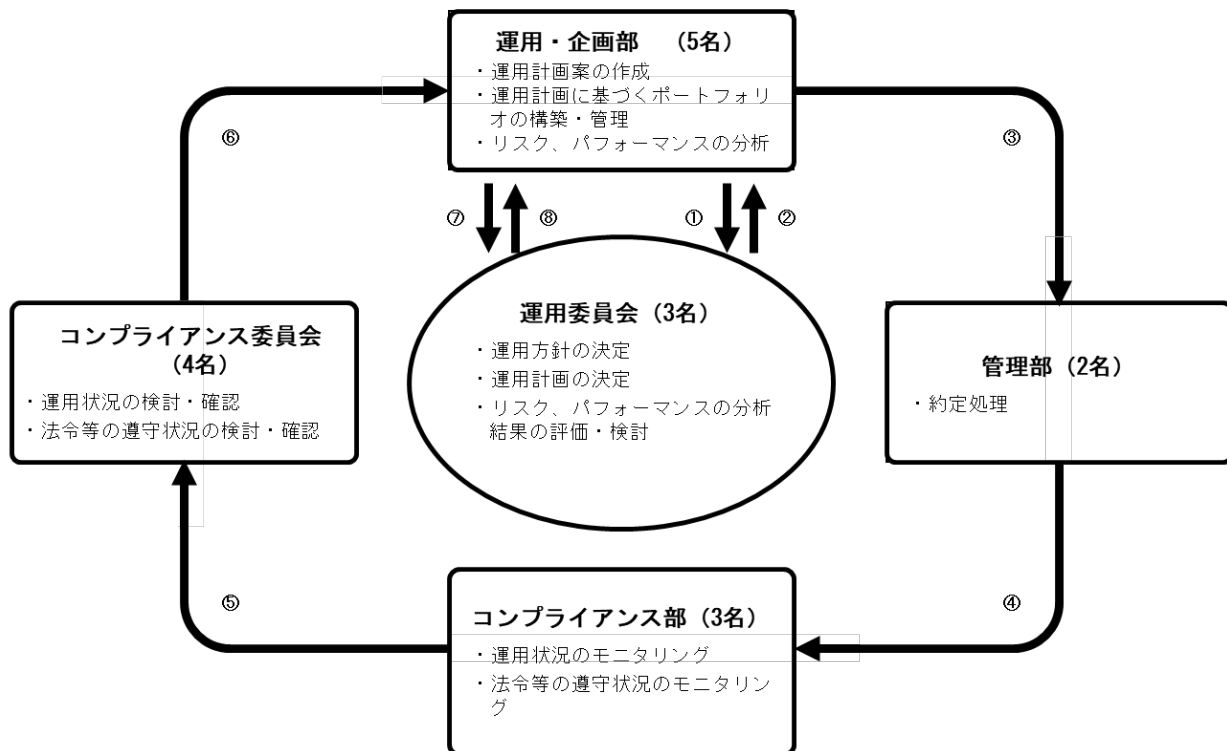 運用・企画部 (5名)
・運用計画案の作成
・運用計画に基づくポートフォリ
オの構築・管理
・リスク、パフォーマンスの分析
⑥
③
⑦
⑧
①
②
運用委員会（3名）
・運用方針の決定
・運用計画の決定
・リスク、パフォーマンスの分析
結果の評価・検討
コンプライアンス委員会
（4名）
・運用状況の検討・確認
・法令等の遵守状況の検討・確認
管理部（2名）
・約定処理
⑤
④
コンプライアンス部（3名）
・運用状況のモニタリング
・法令等の遵守状況のモニタリン
グ